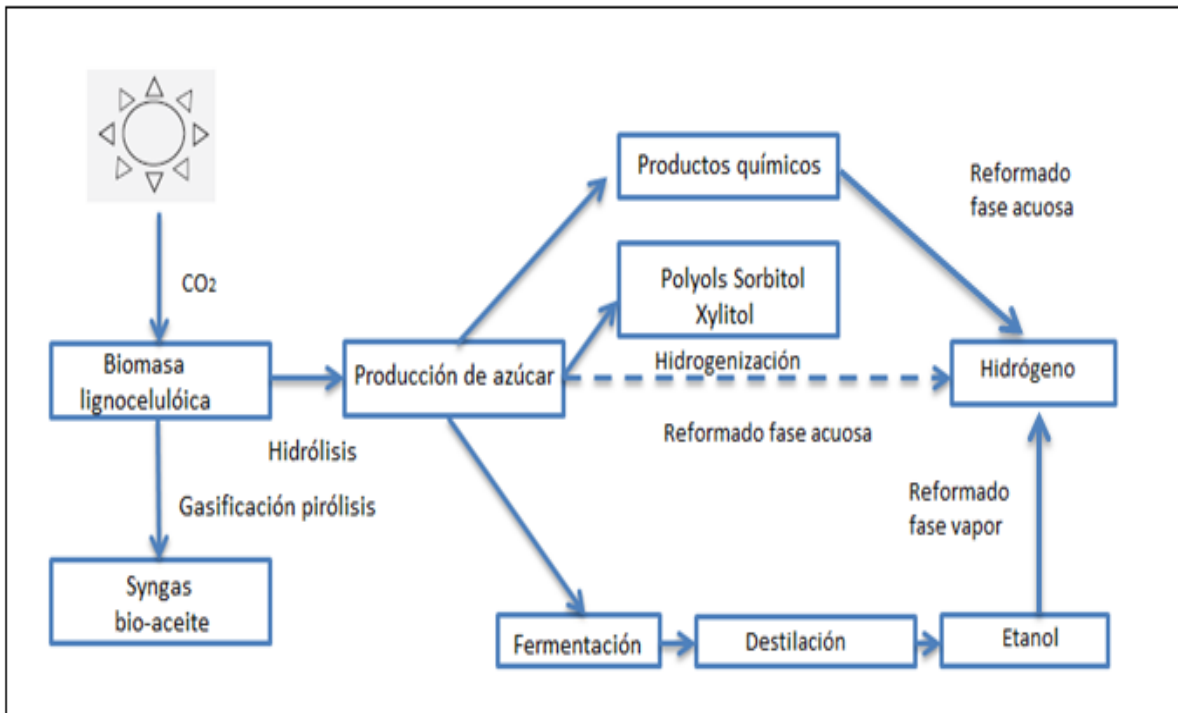 Productos químicos
Reformado
fase acuosa
CO₂
Polyols Sorbitol
Xylitol
Biomasa
lignocelulóica
Producción de azúcar
Hidrogenización
Hidrógeno
Reformado fase acuosa
Hidrólisis
Gasificación pirólisis
Reformado
fase vapor
Syngas
bio-aceite
Fermentación
Destilación
Etanol